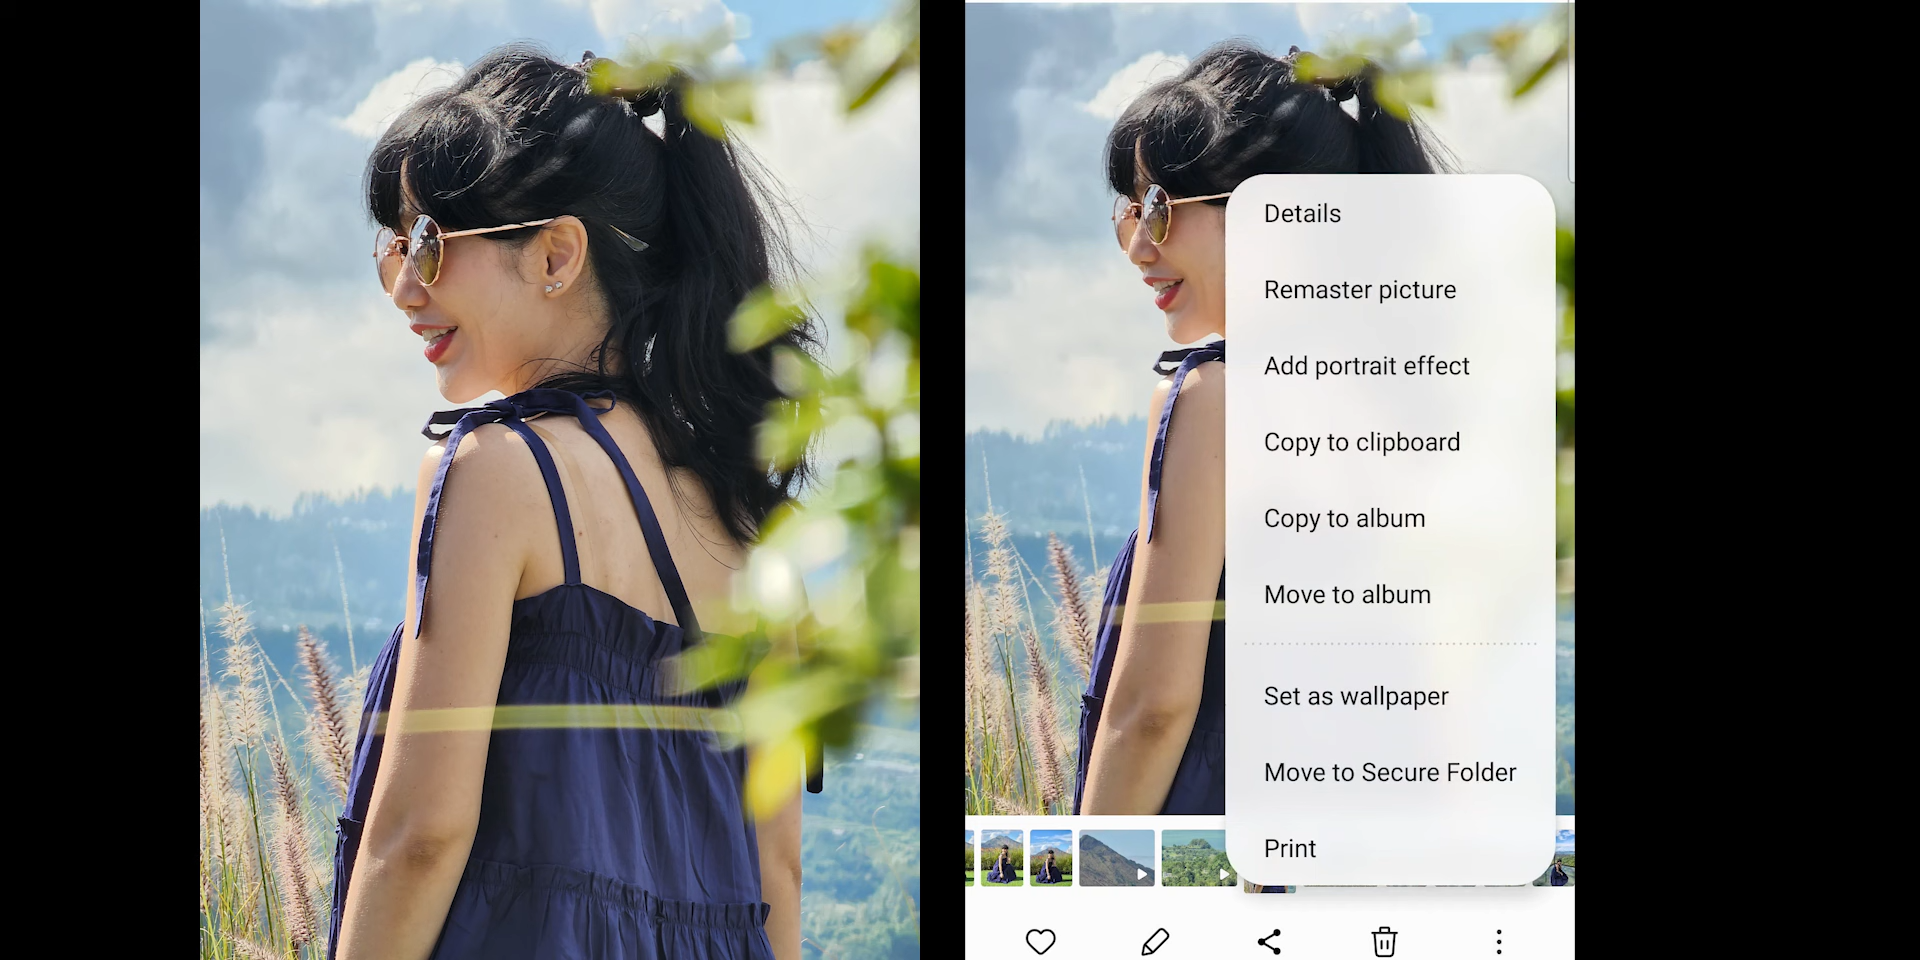 Details
Remaster picture
Add portrait effect
Copy to clipboard
Copy to album
Move to album
Set as wallpaper
Move to Secure Folder
Print